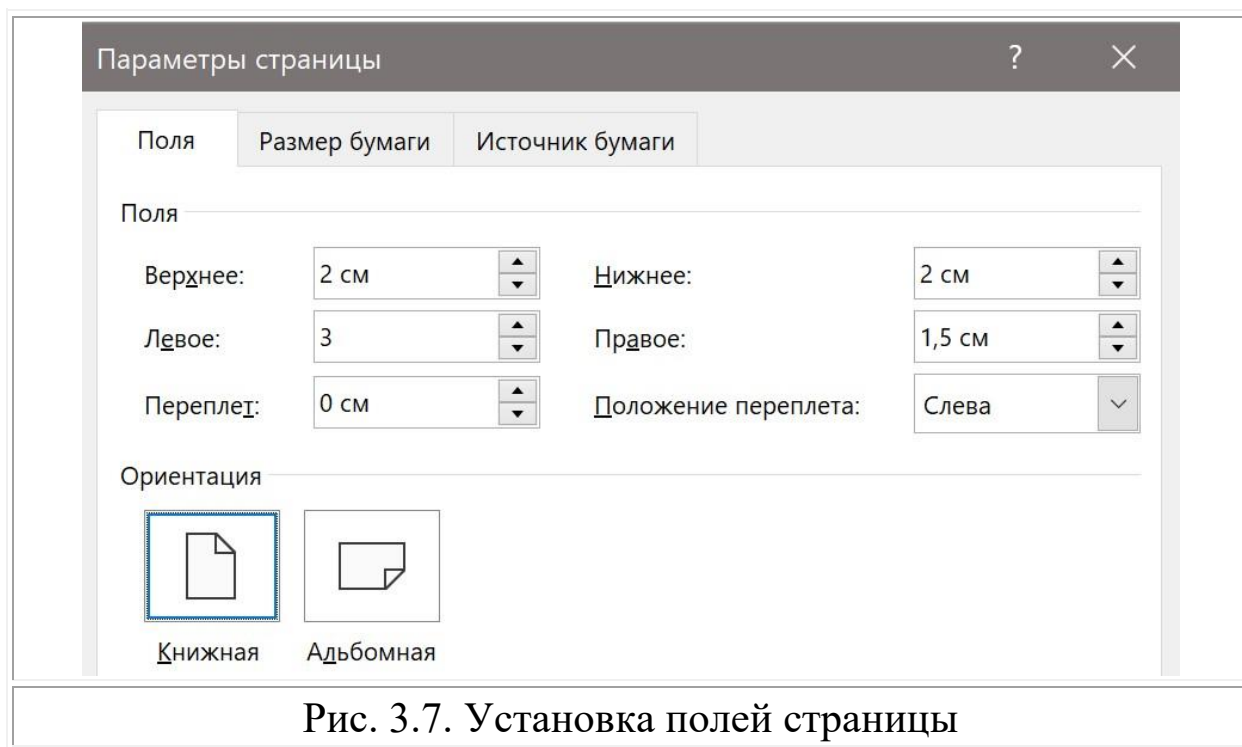 Параметры страницы ?
Поля Размер бумаги Источник бумаги
Поля
Верхнее: 2 см Нижнее: 2 см
Левое: 3 Правое: 1,5 см
Переплет: 0 см Положение переплета: Слева
Ориентация
Книжная Альбомная
Рис. 3.7. Установка полей страницы